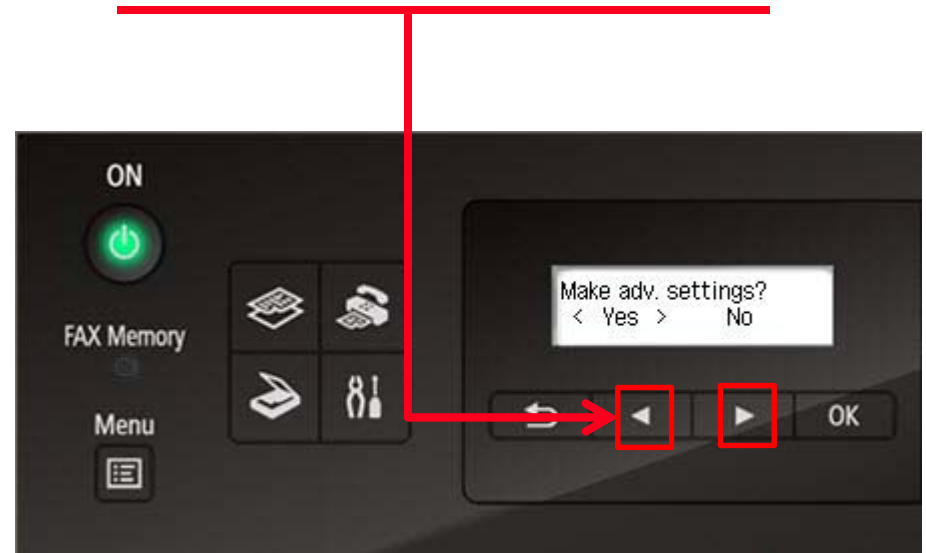 ON
Make adv. settings?
< Yes > No
FAX Memory
OK
Menu